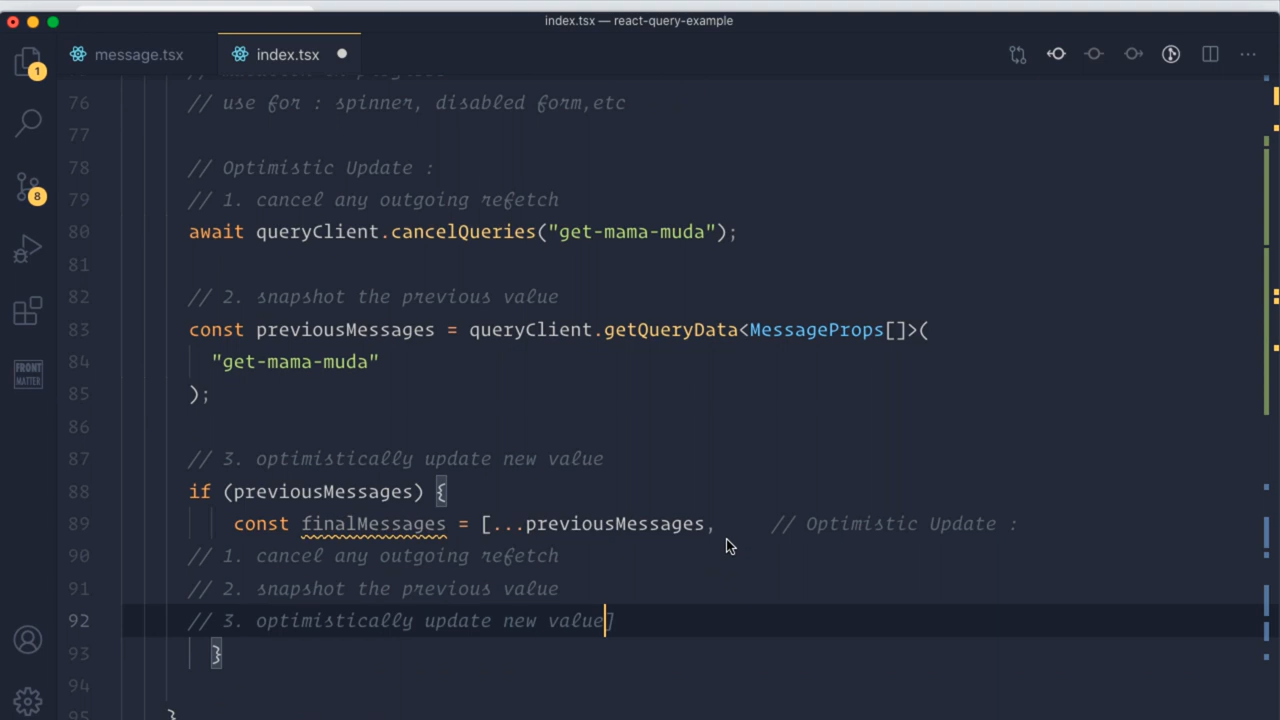 index.tsx — react-query-example
message.tsx
index.tsx
1
76 // use for : spinner, disabled form,etc
77
78 // Optimistic Update :
79 // 1. cancel any outgoing refetch
8
80 await queryClient.cancelQueries("get-mama-muda");
81
82 // 2. snapshot the previous value
83 const previousMessages = queryClient.getQueryData<MessageProps[]>(
84 "get-mama-muda"
FRONT
MATTER
85 );
86
87 // 3. optimistically update new value
88 if (previousMessages) {
89 const finalMessages = [...previousMessages, // Optimistic Update :
90 // 1. cancel any outgoing refetch
91 // 2. snapshot the previous value
92 // 3. optimistically update new value]
93 }
94
95 }